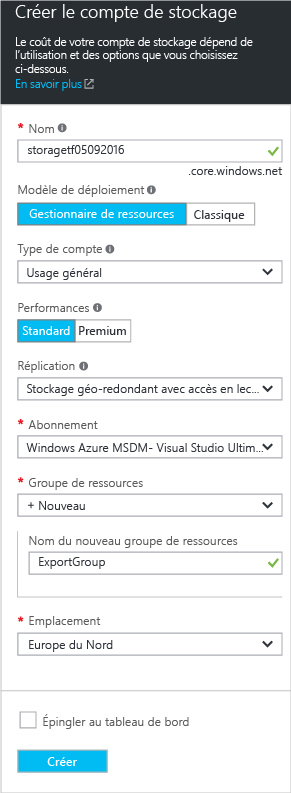 Créer le compte de stockage
Le coût de votre compte de stockage dépend de
l'utilisation et des options que vous choisissez
ci-dessous.
En savoir plus
* Nom
storagetf05092016
.core.windows.net
Modèle de déploiement
Gestionnaire de ressources Classique
Type de compte
Usage général
Performances
Standard Premium
Réplication
Stockage géo-redondant avec accès en lec...
* Abonnement
Windows Azure MSDM- Visual Studio Ultim...
* Groupe de ressources
+ Nouveau
Nom du nouveau groupe de ressources
ExportGroup
* Emplacement
Europe du Nord
Épingler au tableau de bord
Créer